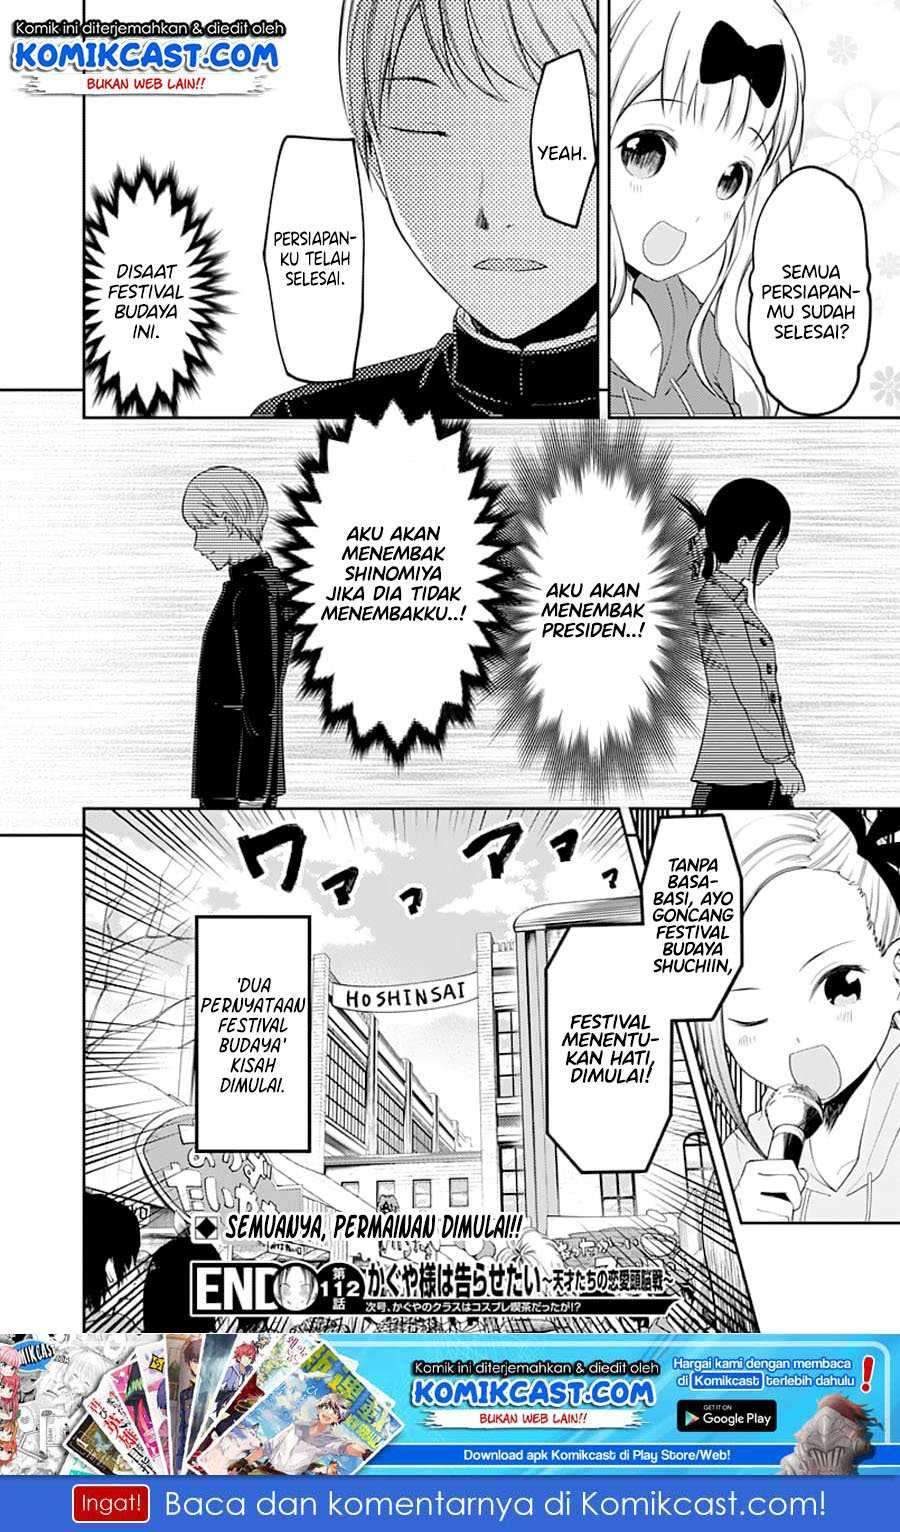 Komik ini diterjemahkan & diedit oleh
KOMIKCAST.COM
BUKAN WEB LAIN!!
SEMUA
PERSIAPAN-
MU SUDAH
SELESAI?
YEAH.
PERSIAPAN-
KU TELAH
SELESAI.
DISAAT
FESTIVAL
BUDAYA
INI.
AKU AKAN
MENEMBAK
PRESIDEN..!
AKU AKAN
MENEMBAK
SHINOMIYA
JIKA DIA TIDAK
MENEMBAKKU..!
TANPA
BASA-
BASI, AYO
GONCANG
FESTIVAL
BUDAYA
SHUCHIIN,
FESTIVAL
MENENTU-
KAN HATI,
DIMULAI!
ワァァッ
HOSHINSAI
'DUA
PERNYATAAN
FESTIVAL
BUDAYA'
KISAH
DIMULAI.
◆ SEMUANYA, PERMAINAN DIMULAI!!
END 第112話 かぐや様は告らせたい～天才たちの恋愛頭脳戦～
次号、かぐやのクラスはコスプレ喫茶だったが!?
KOMIKCAST
Komik ini diterjemahkan & diedit oleh
KOMIKCAST.COM
BUKAN WEB LAIN!!
Hargai kami dengan membaca
di Komikcast terlebih dahulu !
GET IT ON
Google Play
Download apk Komikcast di Play Store/Web!
Ingat! Baca dan komentarnya di Komikcast.com!